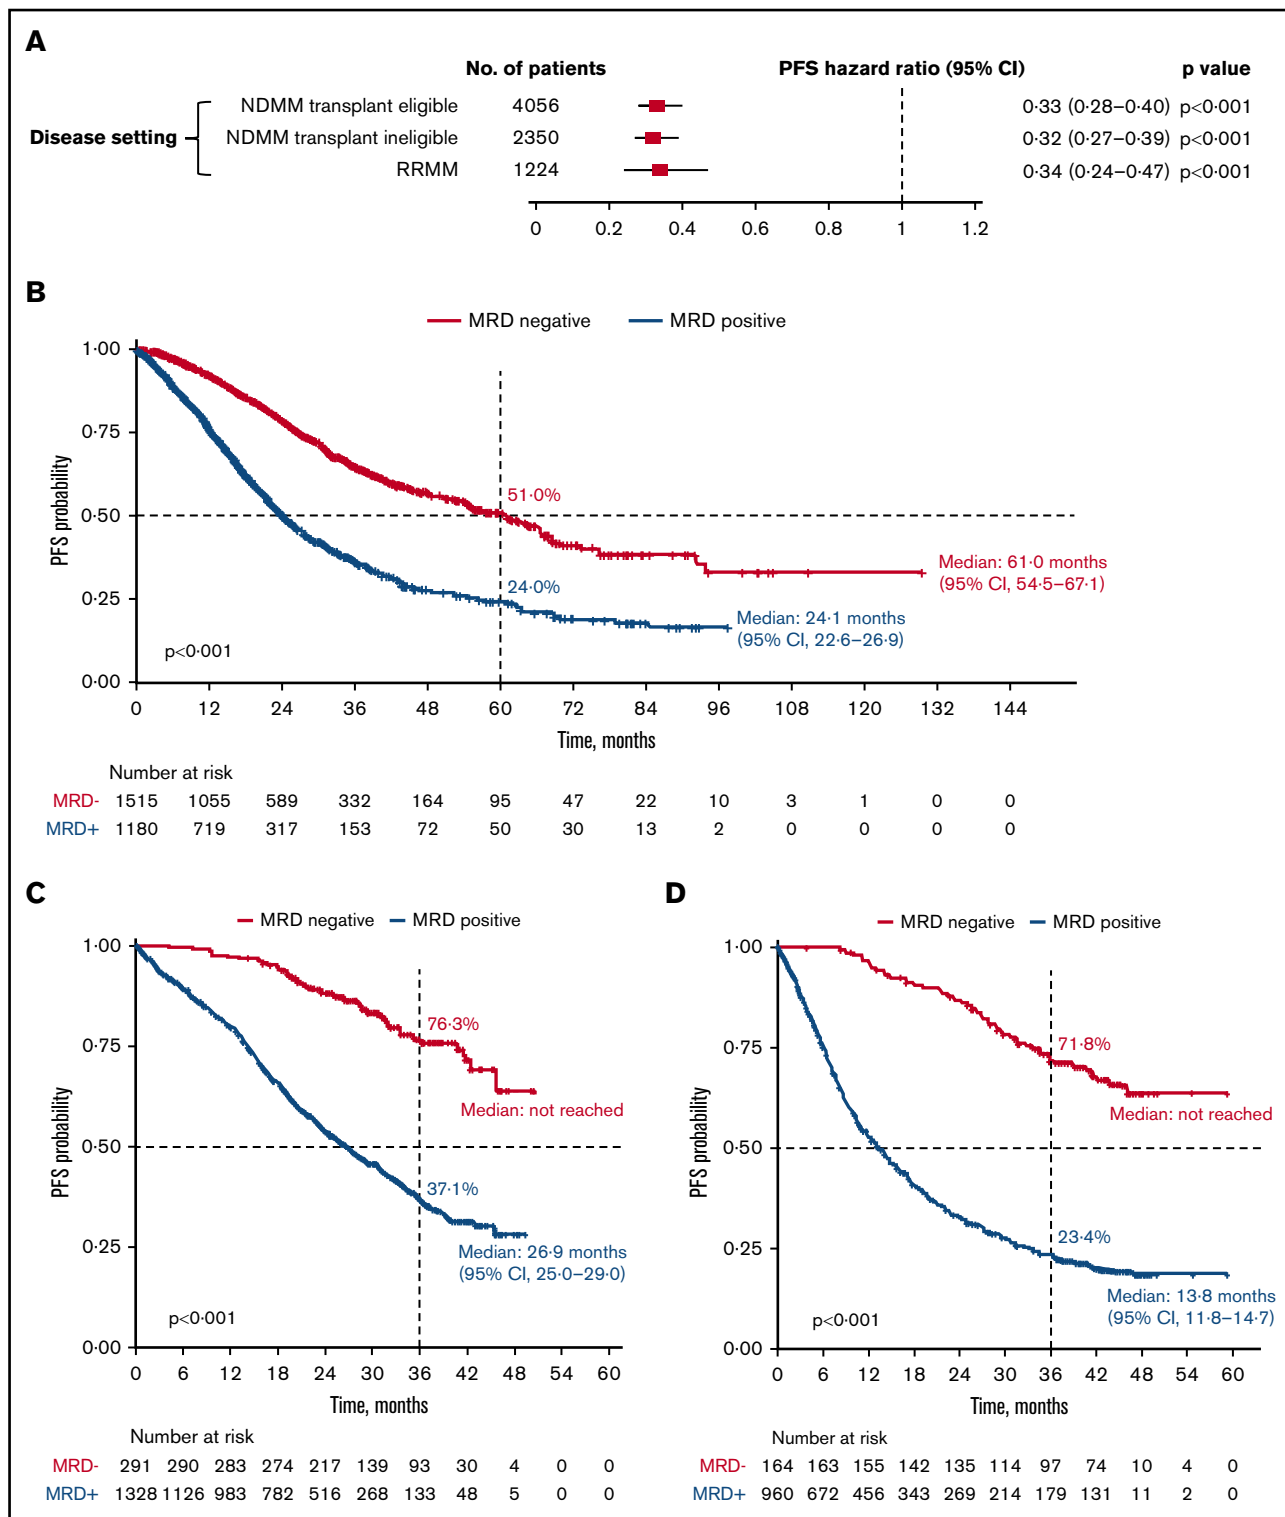 A
No. of patients PFS hazard ratio (95% CI) p value
Disease setting
NDMM transplant eligible 4056 0·33 (0·28–0·40) p<0·001
NDMM transplant ineligible 2350 0·32 (0·27–0·39) p<0·001
RRMM 1224 0·34 (0·24–0·47) p<0·001
0 0.2 0.4 0.6 0.8 1 1.2
B
MRD negative MRD positive
1·00
0·75
0·50
0·25
0·00
PFS probability
51·0%
24·0%
Median: 61·0 months
(95% CI, 54·5–67·1)
Median: 24·1 months
(95% CI, 22·6–26·9)
p<0·001
0 12 24 36 48 60 72 84 96 108 120 132 144
Time, months
Number at risk
MRD- 1515 1055 589 332 164 95 47 22 10 3 1 0 0
MRD+ 1180 719 317 153 72 50 30 13 2 0 0 0 0
C
MRD negative MRD positive
1·00
0·75
0·50
0·25
0·00
PFS probability
76·3%
Median: not reached
37·1%
Median: 26·9 months
(95% CI, 25·0–29·0)
p<0·001
0 6 12 18 24 30 36 42 48 54 60
Time, months
Number at risk
MRD- 291 290 283 274 217 139 93 30 4 0 0
MRD+ 1328 1126 983 782 516 268 133 48 5 0 0
D
MRD negative MRD positive
1·00
0·75
0·50
0·25
0·00
PFS probability
71·8%
Median: not reached
23·4%
Median: 13·8 months
(95% CI, 11·8–14·7)
p<0·001
0 6 12 18 24 30 36 42 48 54 60
Time, months
Number at risk
MRD- 164 163 155 142 135 114 97 74 10 4 0
MRD+ 960 672 456 343 269 214 179 131 11 2 0